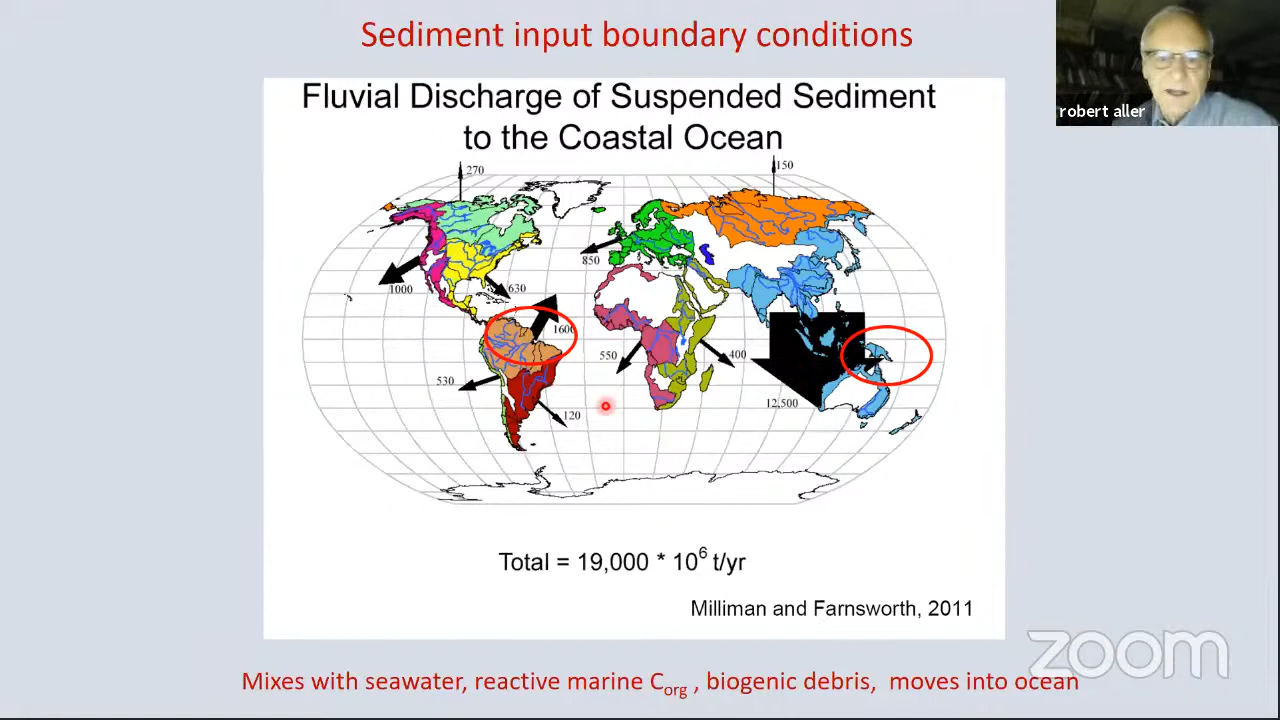 Sediment input boundary conditions
robert aller
Fluvial Discharge of Suspended Sediment
to the Coastal Ocean
270
150
850
1000
630
1600
550
400
530
120
12,500
Total = 19,000 * 10⁶ t/yr
Milliman and Farnsworth, 2011
zoom
Mixes with seawater, reactive marine Corg , biogenic debris, moves into ocean